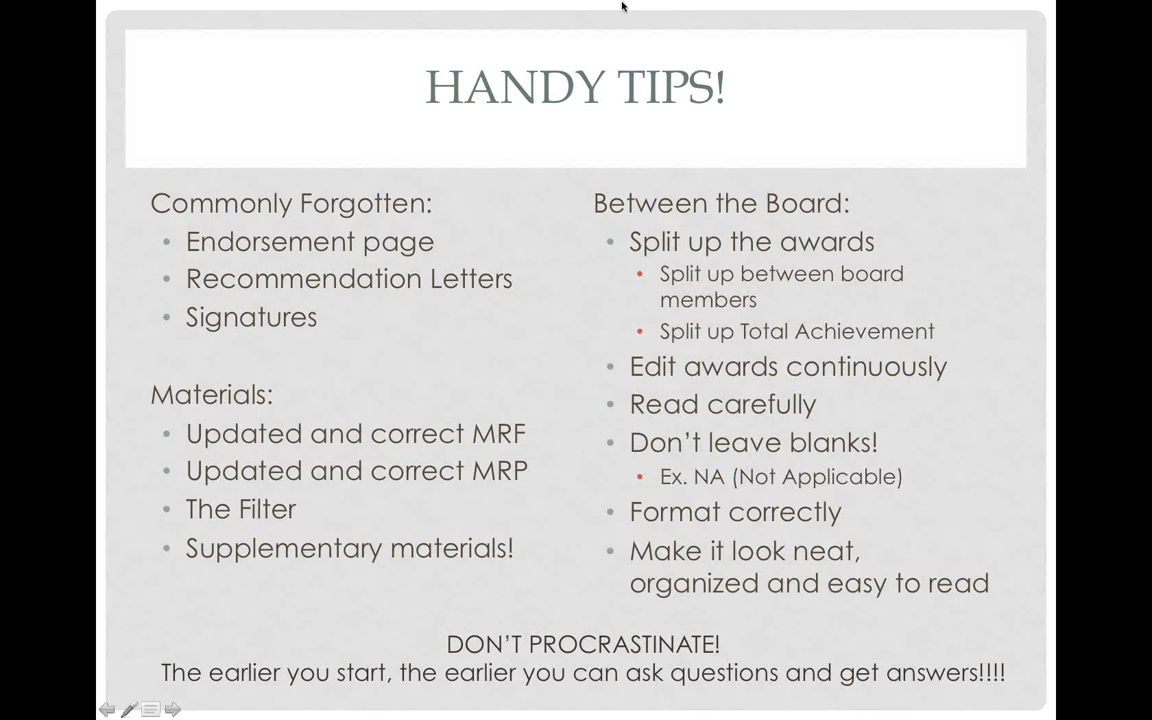 HANDY TIPS!
Commonly Forgotten:
• Endorsement page
• Recommendation Letters
• Signatures
Materials:
• Updated and correct MRF
• Updated and correct MRP
• The Filter
• Supplementary materials!
Between the Board:
• Split up the awards
• Split up between board
members
• Split up Total Achievement
• Edit awards continuously
• Read carefully
• Don’t leave blanks!
• Ex. NA (Not Applicable)
• Format correctly
• Make it look neat,
organized and easy to read
DON’T PROCRASTINATE!
The earlier you start, the earlier you can ask questions and get answers!!!!